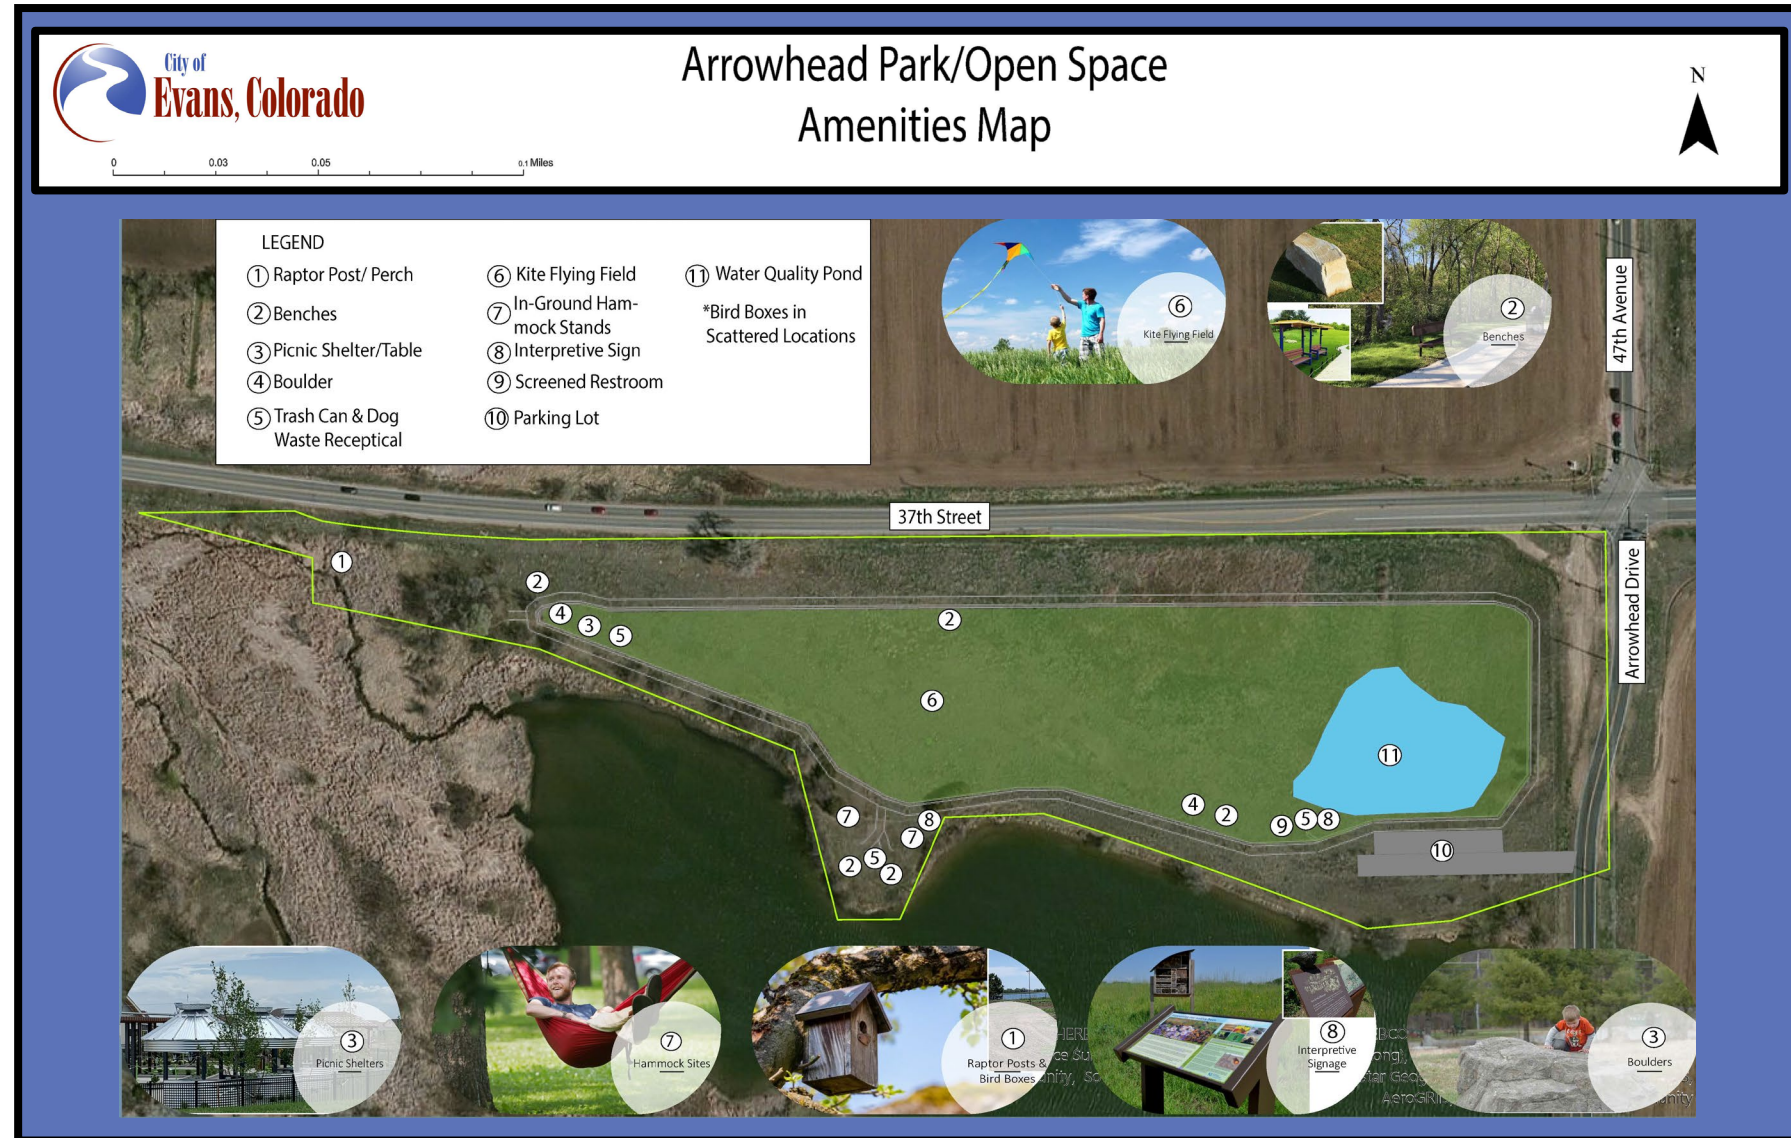 City of
Evans, Colorado
Arrowhead Park/Open Space
Amenities Map
N
0 0.03 0.05 0.1 Miles
LEGEND
1 Raptor Post/ Perch
2 Benches
3 Picnic Shelter/Table
4 Boulder
5 Trash Can & Dog
Waste Receptical
6 Kite Flying Field
7 In-Ground Ham-
mock Stands
8 Interpretive Sign
9 Screened Restroom
10 Parking Lot
11 Water Quality Pond
*Bird Boxes in
Scattered Locations
6
Kite Flying Field
2
Benches
47th Avenue
37th Street
Arrowhead Drive
1
2
4
3
5
2
6
11
7
8
7
2
5
2
4
2
9
5
8
10
3
Picnic Shelters
7
Hammock Sites
1
Raptor Posts &
Bird Boxes
8
Interpretive
Signage
3
Boulders